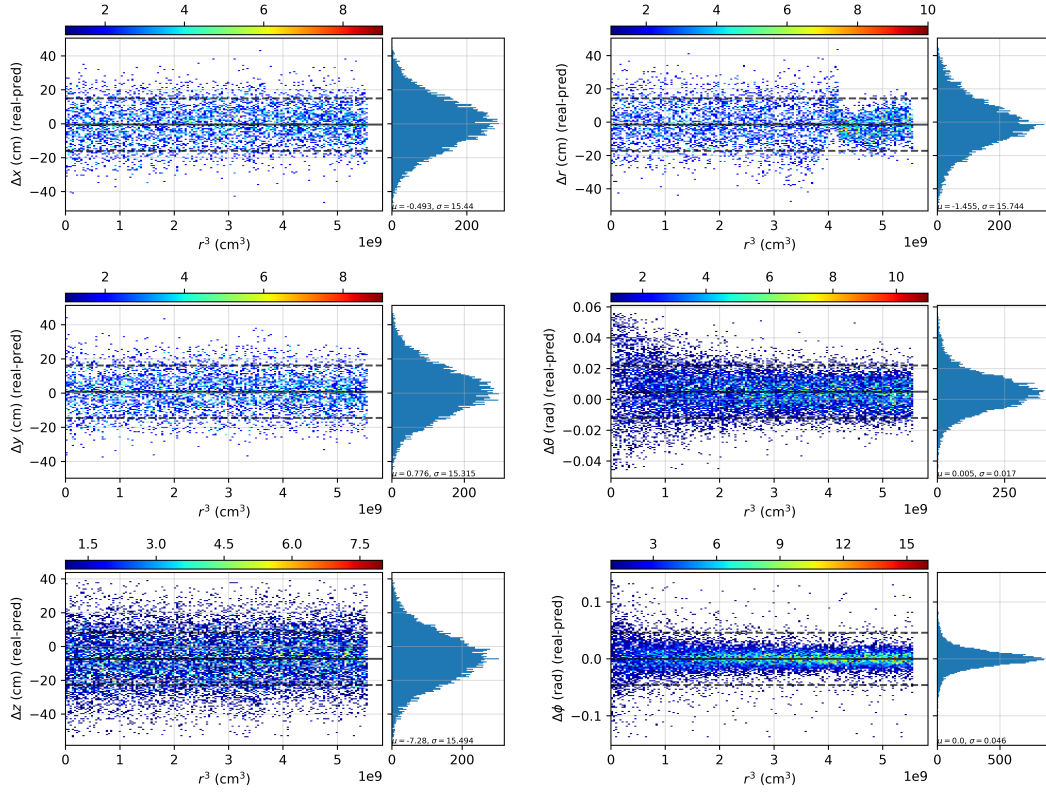 2 4 6 8
40
20
0
−20
−40
Δx (cm) (real-pred)
0 1 2 3 4 5
1e9
r³ (cm³)
μ = -0.493, σ = 15.44
0 200
2 4 6 8 10
40
20
0
−20
−40
Δr (cm) (real-pred)
0 1 2 3 4 5
1e9
r³ (cm³)
μ = -1.455, σ = 15.744
0 200
2 4 6 8
40
20
0
−20
−40
Δy (cm) (real-pred)
0 1 2 3 4 5
1e9
r³ (cm³)
μ = 0.776, σ = 15.315
0 200
2 4 6 8 10
0.06
0.04
0.02
0.00
−0.02
−0.04
Δθ (rad) (real-pred)
0 1 2 3 4 5
1e9
r³ (cm³)
μ = 0.005, σ = 0.017
0 250
1.5 3.0 4.5 6.0 7.5
40
20
0
−20
−40
Δz (cm) (real-pred)
0 1 2 3 4 5
1e9
r³ (cm³)
μ = -7.28, σ = 15.494
0 200
3 6 9 12 15
0.1
0.0
−0.1
Δϕ (rad) (real-pred)
0 1 2 3 4 5
1e9
r³ (cm³)
μ = 0.0, σ = 0.046
0 500